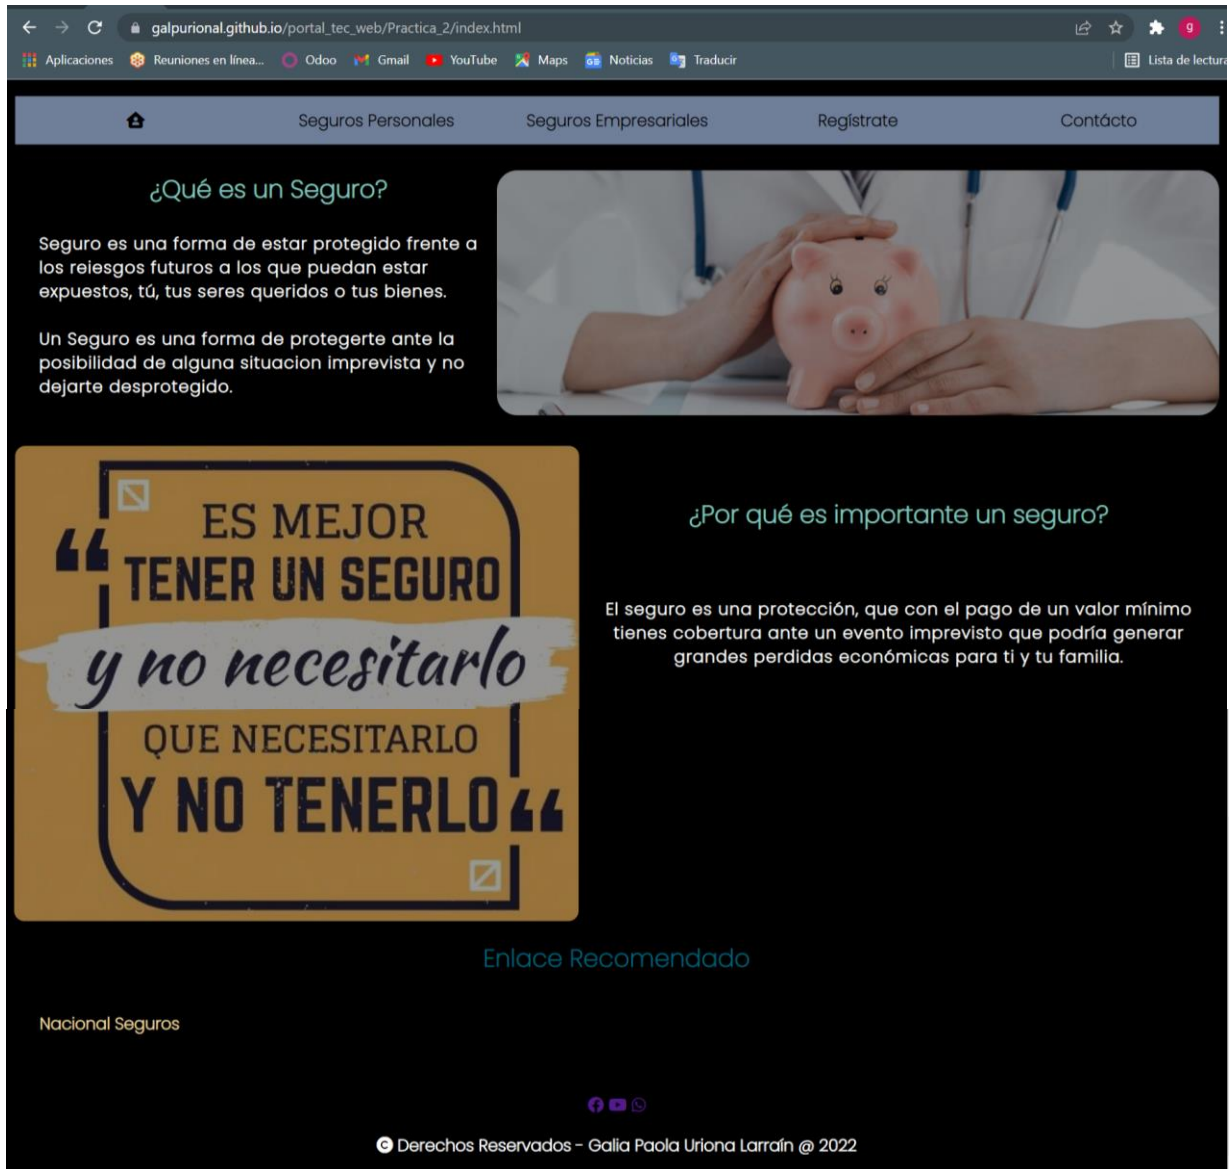 galpurional.github.io/portal_tec_web/Practica_2/index.html
g
Aplicaciones Reuniones en línea... Odoo Gmail YouTube Maps GB Noticias Traducir Lista de lectura
Seguros Personales Seguros Empresariales Regístrate Contácto
¿Qué es un Seguro?
Seguro es una forma de estar protegido frente a
los reiesgos futuros a los que puedan estar
expuestos, tú, tus seres queridos o tus bienes.
Un Seguro es una forma de protegerte ante la
posibilidad de alguna situacion imprevista y no
dejarte desprotegido.
“ ES MEJOR
TENER UN SEGURO
y no necesitarlo
QUE NECESITARLO
Y NO TENERLO “
¿Por qué es importante un seguro?
El seguro es una protección, que con el pago de un valor mínimo
tienes cobertura ante un evento imprevisto que podría generar
grandes perdidas económicas para ti y tu familia.
Enlace Recomendado
Nacional Seguros
© Derechos Reservados - Galia Paola Uriona Larraín @ 2022